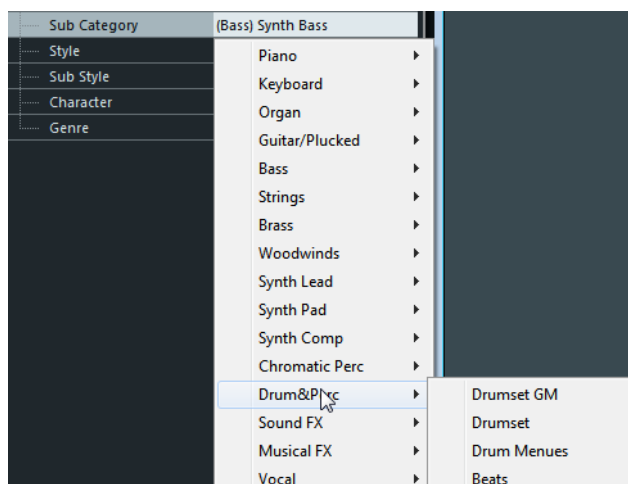 Sub Category (Bass) Synth Bass
Style
Sub Style
Character
Genre
Piano
Keyboard
Organ
Guitar/Plucked
Bass
Strings
Brass
Woodwinds
Synth Lead
Synth Pad
Synth Comp
Chromatic Perc
Drum&Perc
Sound FX
Musical FX
Vocal
Drumset GM
Drumset
Drum Menues
Beats